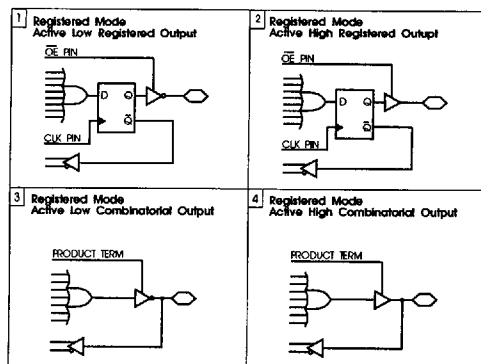 1 Registered Mode
Active Low Registered Output
OE PIN
D Q
Q
CLK PIN
2 Registered Mode
Active High Registered Outupt
OE PIN
D Q
Q
CLK PIN
3 Registered Mode
Active Low Combinatorial Output
PRODUCT TERM
4 Registered Mode
Active High Combinatorial Output
PRODUCT TERM